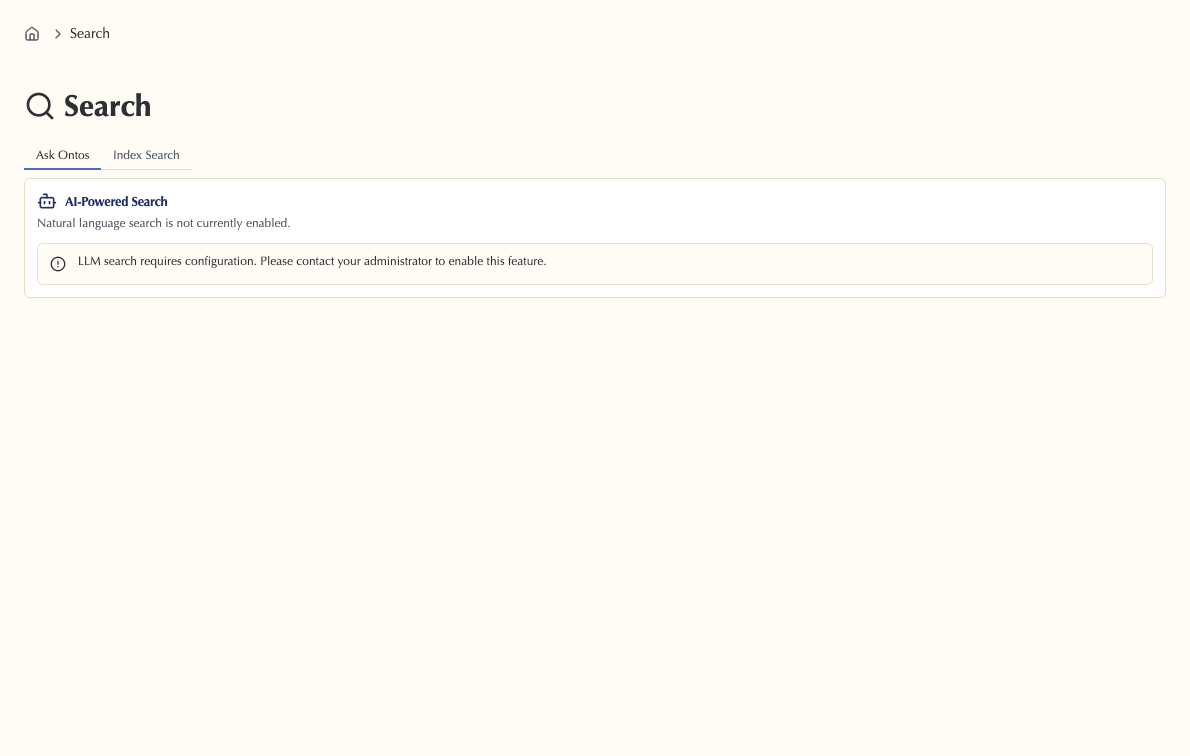 Search
Search
Ask Ontos
Index Search
AI-Powered Search
Natural language search is not currently enabled.
LLM search requires configuration. Please contact your administrator to enable this feature.